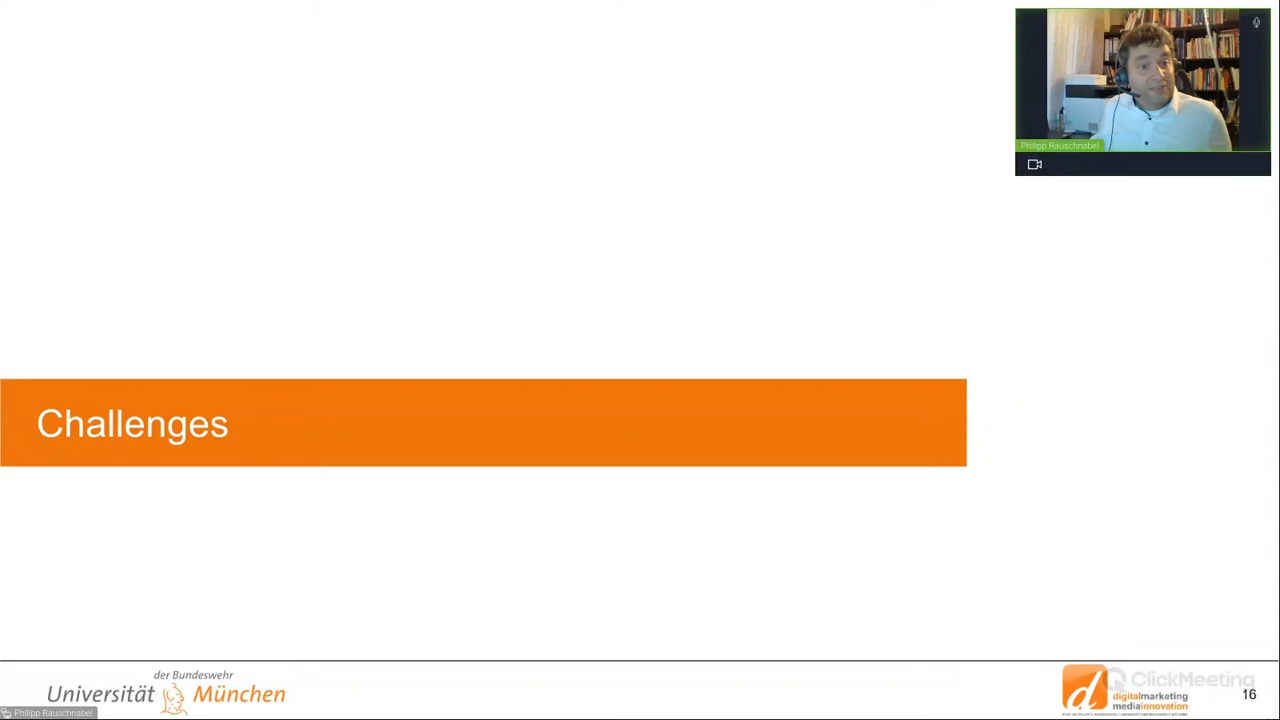 Philipp Rauschnabel
Challenges
der Bundeswehr
Universität München
Philipp Rauschnabel
d
ClickMeeting
digitalmarketing
mediainnovation
16